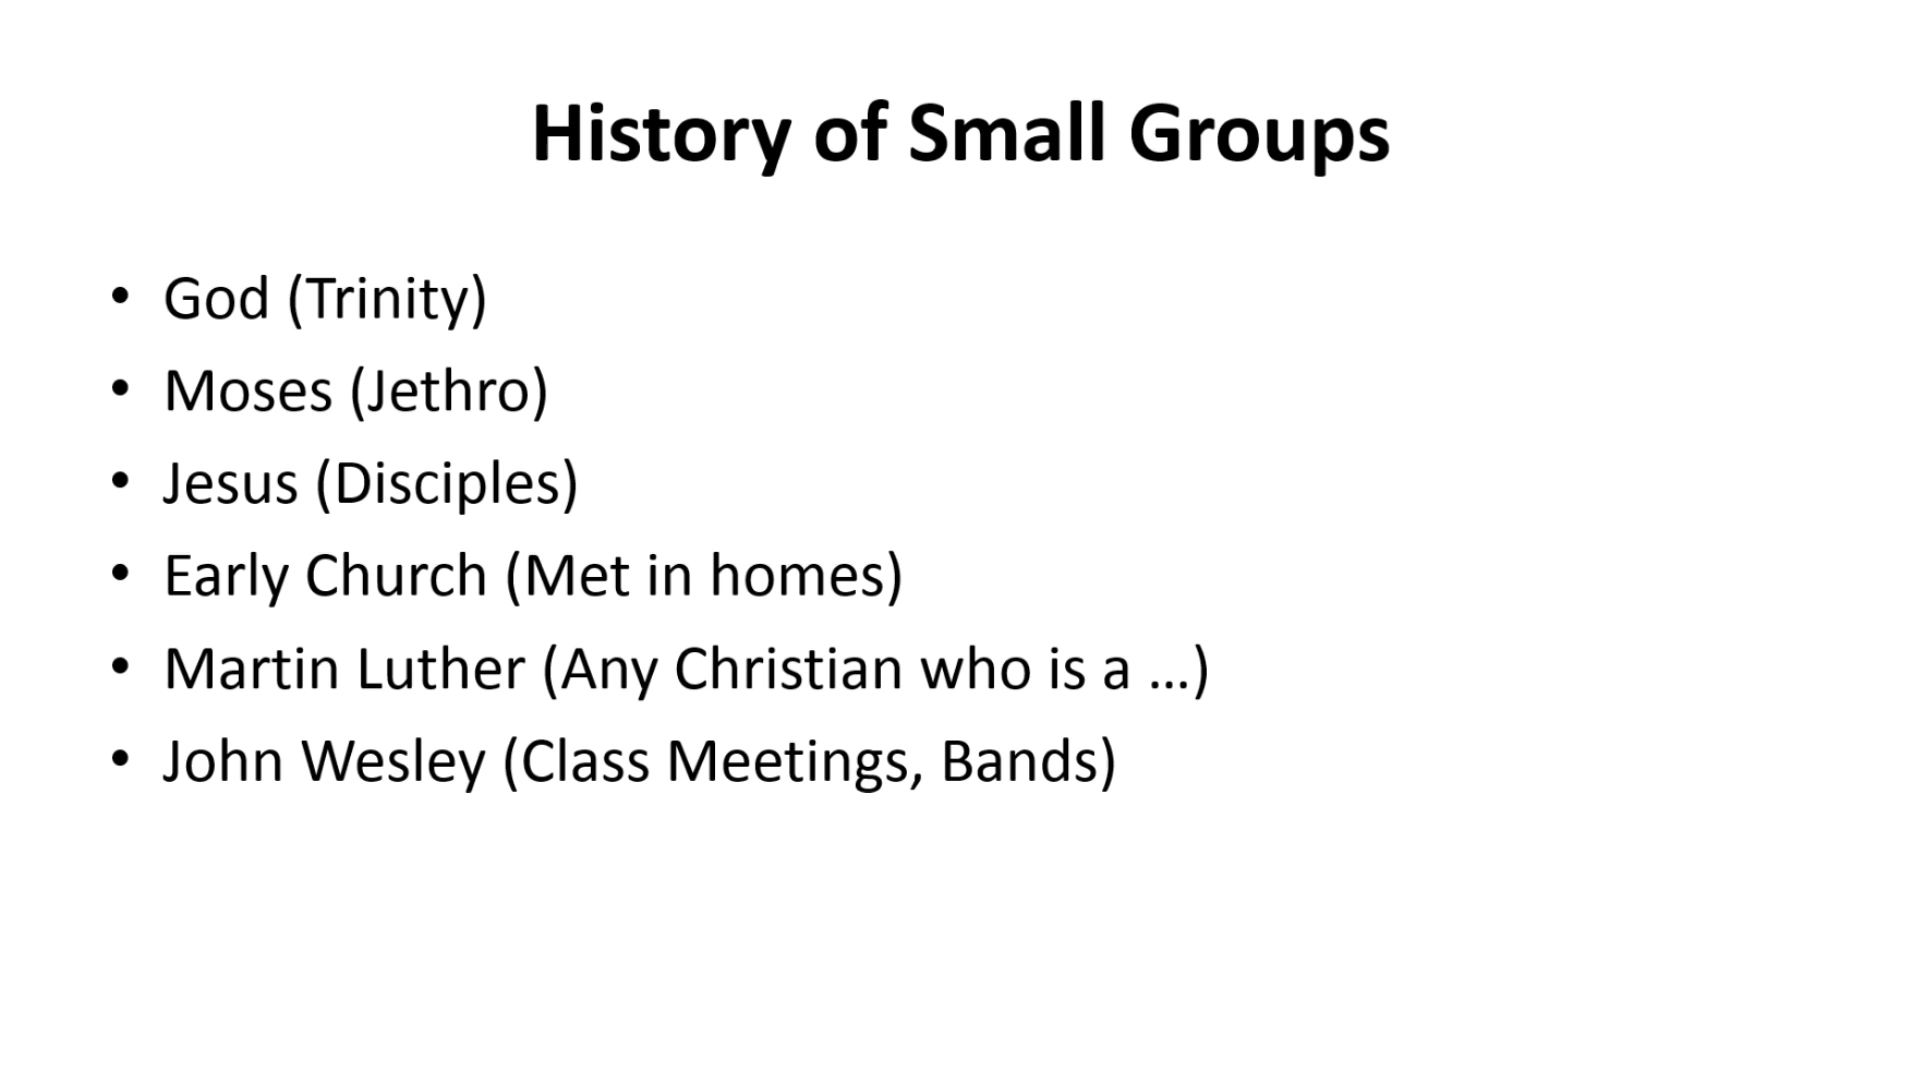 History of Small Groups
• God (Trinity)
• Moses (Jethro)
• Jesus (Disciples)
• Early Church (Met in homes)
• Martin Luther (Any Christian who is a …)
• John Wesley (Class Meetings, Bands)